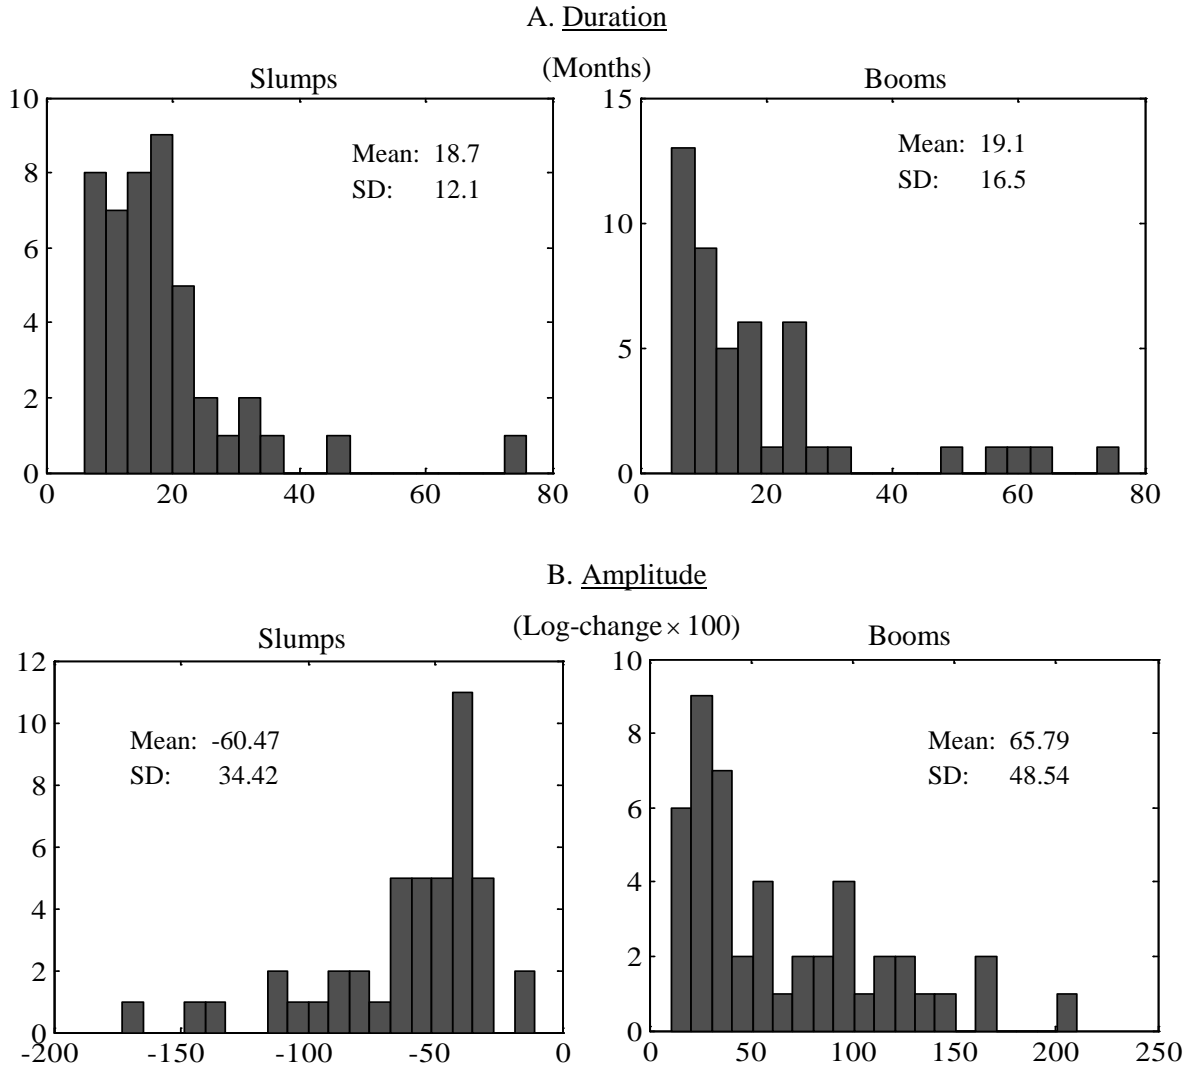 A. Duration
(Months)
Slumps
Booms
10
8
6
4
2
0
Mean: 18.7
SD: 12.1
0 20 40 60 80
15
10
5
0
Mean: 19.1
SD: 16.5
0 20 40 60 80
B. Amplitude
(Log-change × 100)
Slumps
Booms
12
10
8
6
4
2
0
Mean: -60.47
SD: 34.42
-200 -150 -100 -50 0
10
8
6
4
2
0
Mean: 65.79
SD: 48.54
0 50 100 150 200 250